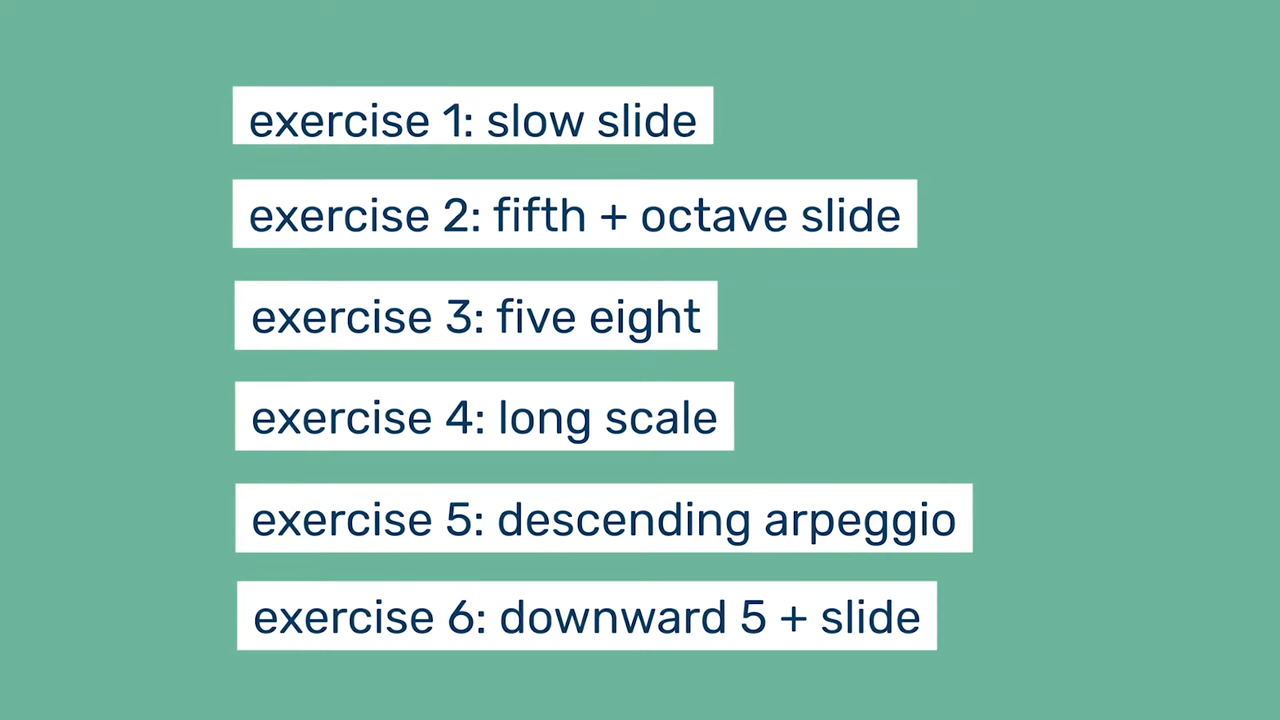 exercise 1: slow slide
exercise 2: fifth + octave slide
exercise 3: five eight
exercise 4: long scale
exercise 5: descending arpeggio
exercise 6: downward 5 + slide